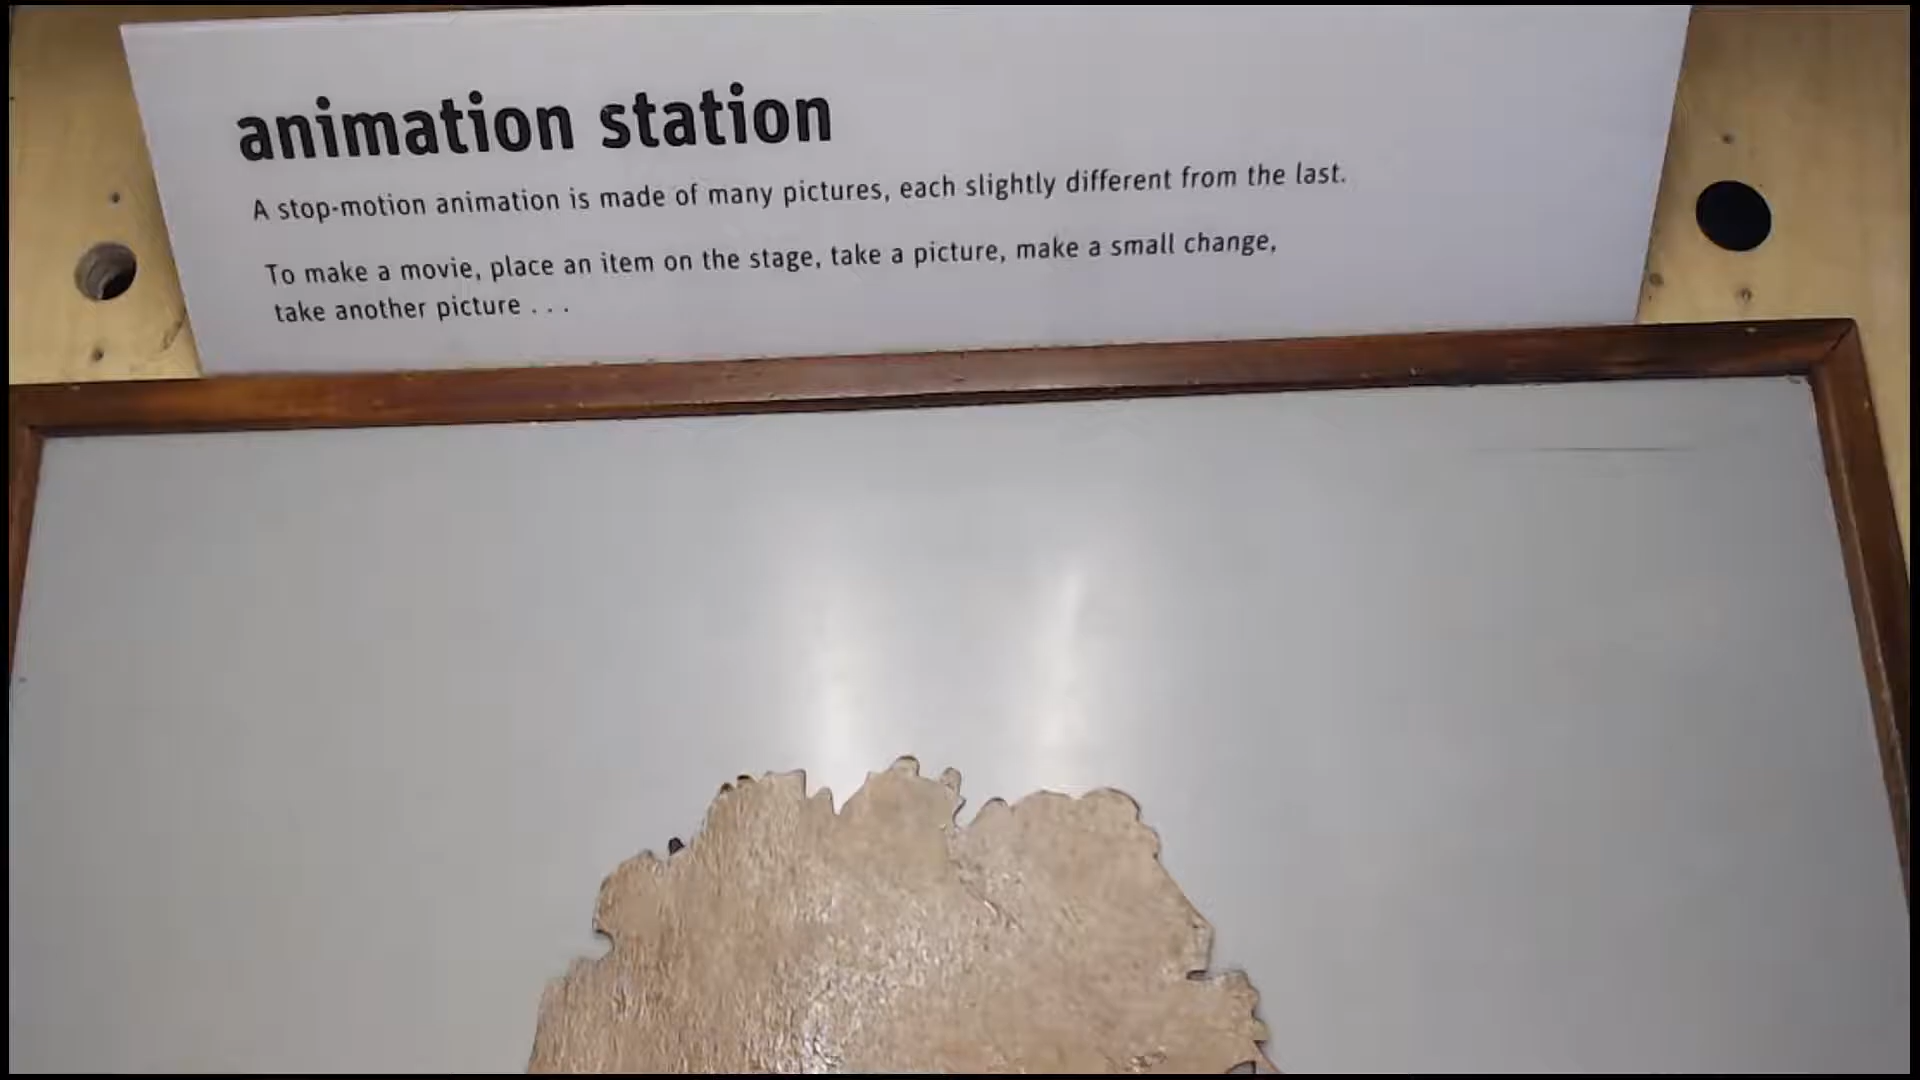 animation station
A stop-motion animation is made of many pictures, each slightly different from the last.
To make a movie, place an item on the stage, take a picture, make a small change,
take another picture . . .